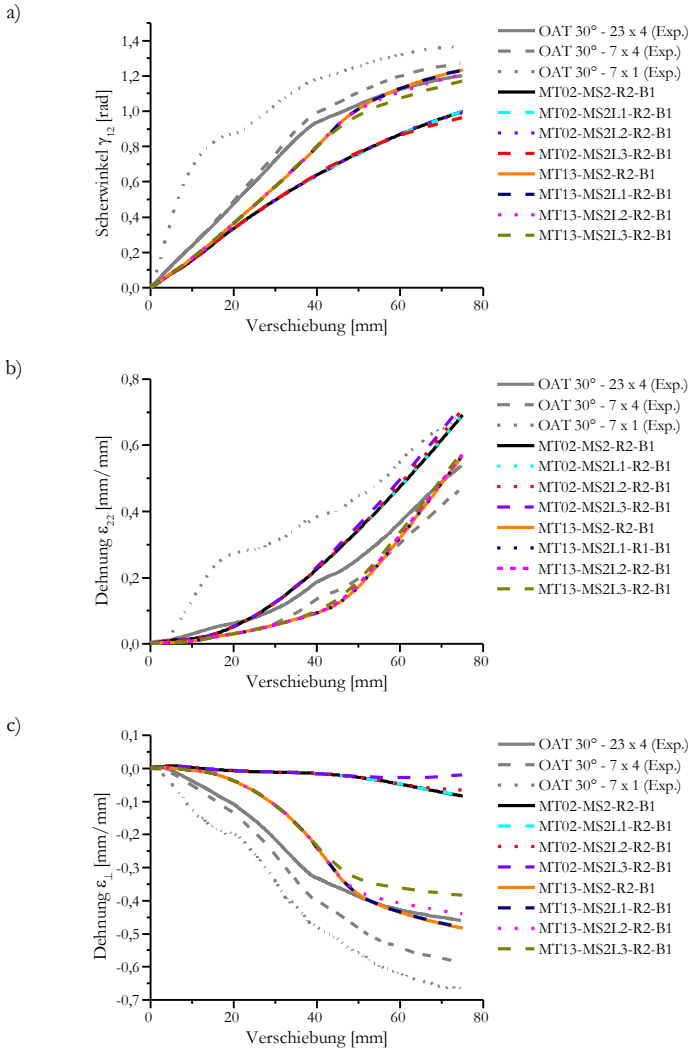 a)
1,4
1,2
1,0
0,8
0,6
0,4
0,2
0,0
Scherwinkel γ12 [rad]
0 20 40 60 80
Verschiebung [mm]
OAT 30° - 23 x 4 (Exp.)
OAT 30° - 7 x 4 (Exp.)
OAT 30° - 7 x 1 (Exp.)
MT02-MS2-R2-B1
MT02-MS2L1-R2-B1
MT02-MS2L2-R2-B1
MT02-MS2L3-R2-B1
MT13-MS2-R2-B1
MT13-MS2L1-R2-B1
MT13-MS2L2-R2-B1
MT13-MS2L3-R2-B1
b)
0,8
0,6
0,4
0,2
0,0
Dehnung ε22 [mm/mm]
0 20 40 60 80
Verschiebung [mm]
OAT 30° - 23 x 4 (Exp.)
OAT 30° - 7 x 4 (Exp.)
OAT 30° - 7 x 1 (Exp.)
MT02-MS2-R2-B1
MT02-MS2L1-R2-B1
MT02-MS2L2-R2-B1
MT02-MS2L3-R2-B1
MT13-MS2-R2-B1
MT13-MS2L1-R1-B1
MT13-MS2L2-R2-B1
MT13-MS2L3-R2-B1
c)
0,1
0,0
-0,1
-0,2
-0,3
-0,4
-0,5
-0,6
-0,7
Dehnung ε⊥ [mm/mm]
0 20 40 60 80
Verschiebung [mm]
OAT 30° - 23 x 4 (Exp.)
OAT 30° - 7 x 4 (Exp.)
OAT 30° - 7 x 1 (Exp.)
MT02-MS2-R2-B1
MT02-MS2L1-R2-B1
MT02-MS2L2-R2-B1
MT02-MS2L3-R2-B1
MT13-MS2-R2-B1
MT13-MS2L1-R2-B1
MT13-MS2L2-R2-B1
MT13-MS2L3-R2-B1